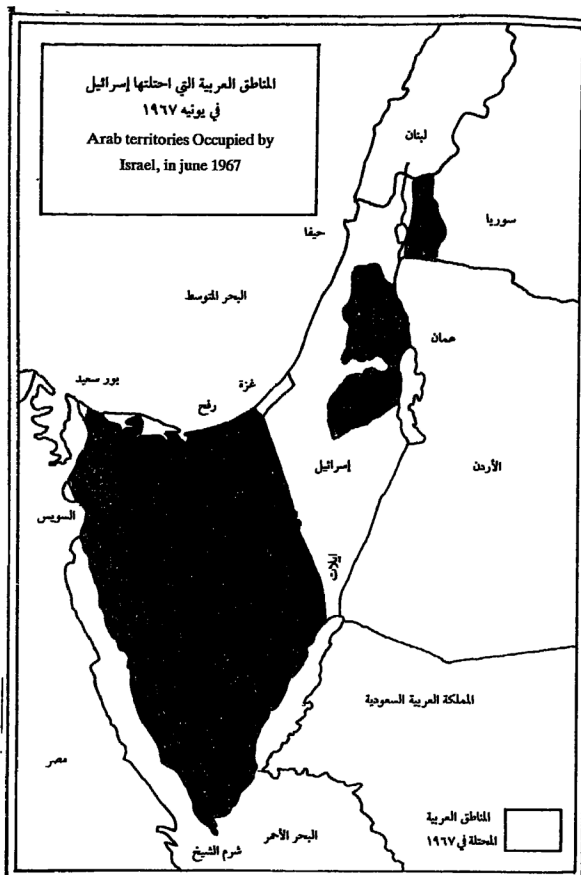 المناطق العربية التي احتلتها إسرائيل
في يونيه ١٩٦٧
Arab territories Occupied by
Israel, in june 1967
لبنان
سوريا
حيفا
البحر المتوسط
عمان
بور سعيد
غزة
رفح
إسرائيل
الأردن
السويس
ايلات
المملكة العربية السعودية
مصر
المناطق العربية
المحتلة في ١٩٦٧
البحر الأحمر
شرم الشيخ